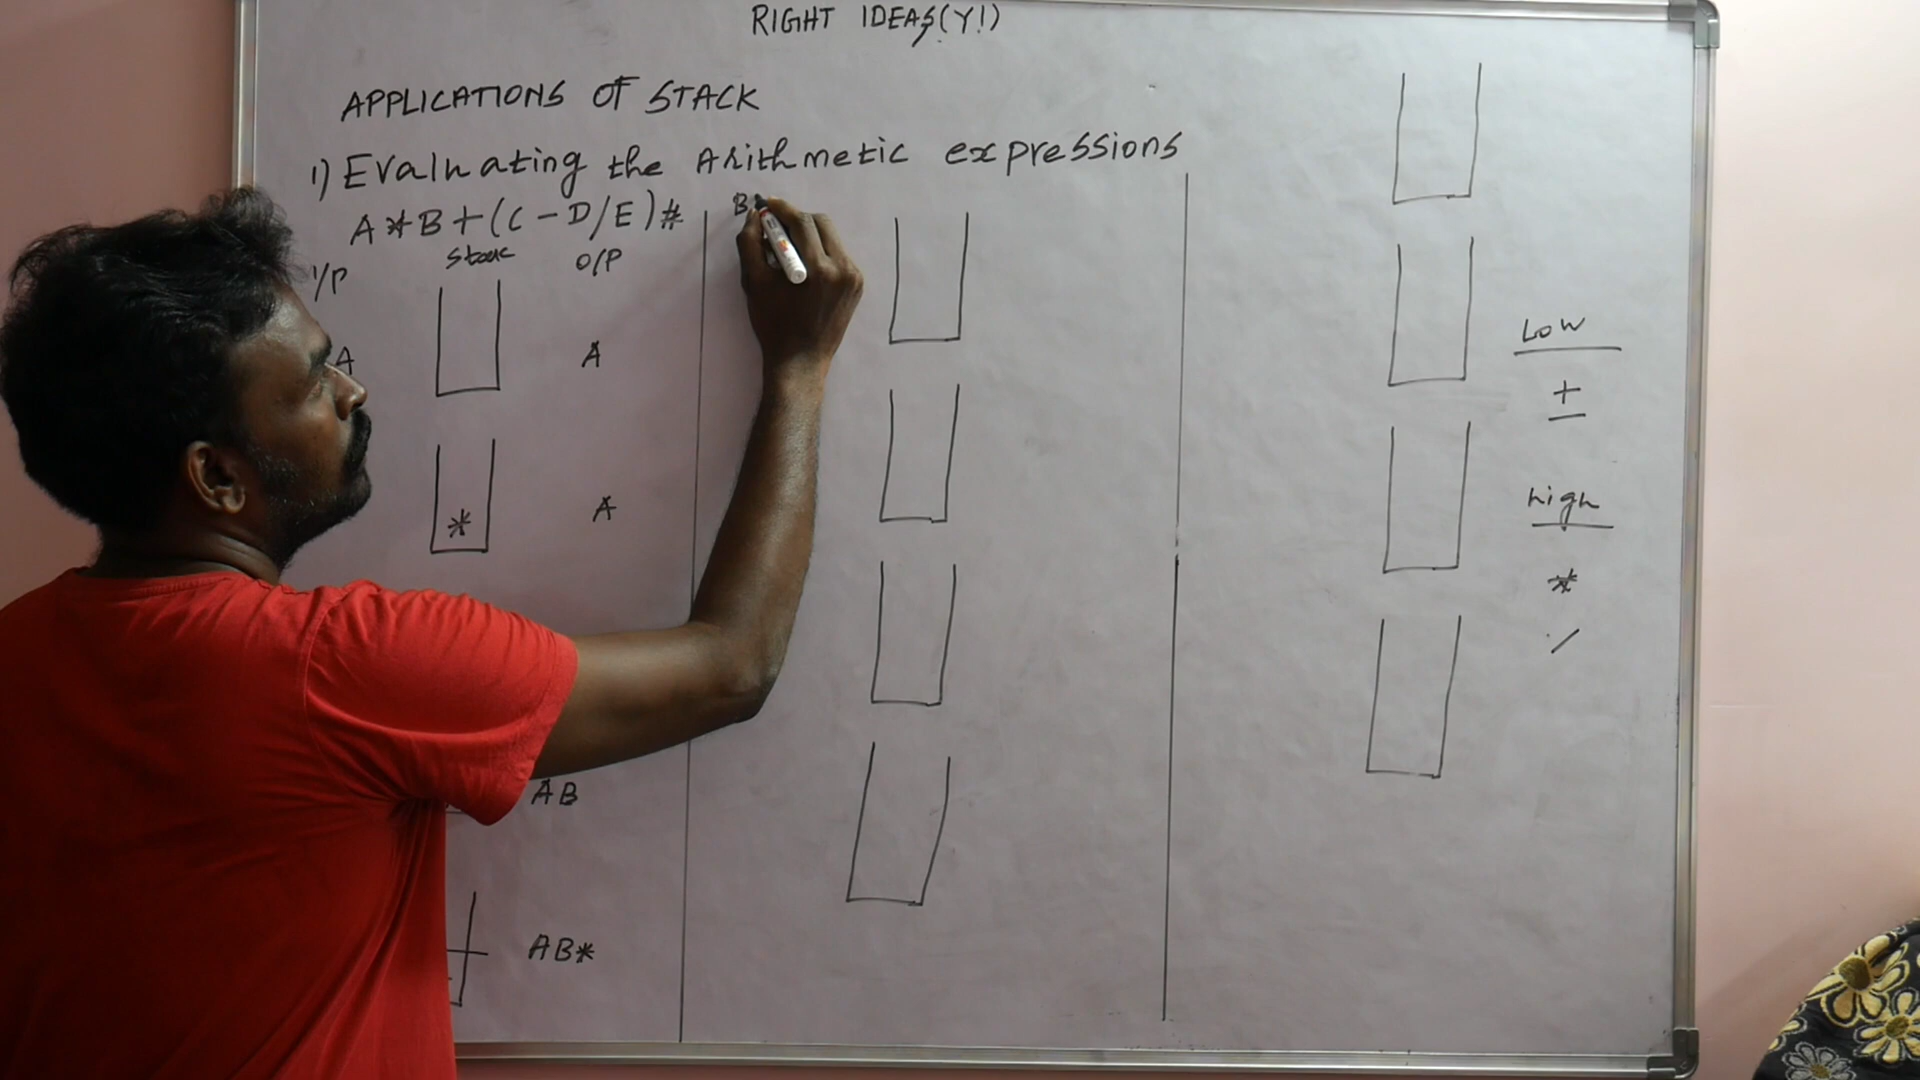 RIGHT IDEAS(Y!)
APPLICATIONS OF STACK
1) Evaluating the Arithmetic expressions
A*B+(C-D/E)#
B
I/P stack O/P
A A
* A
AB
+ AB*
Low
+
-
high
*
/